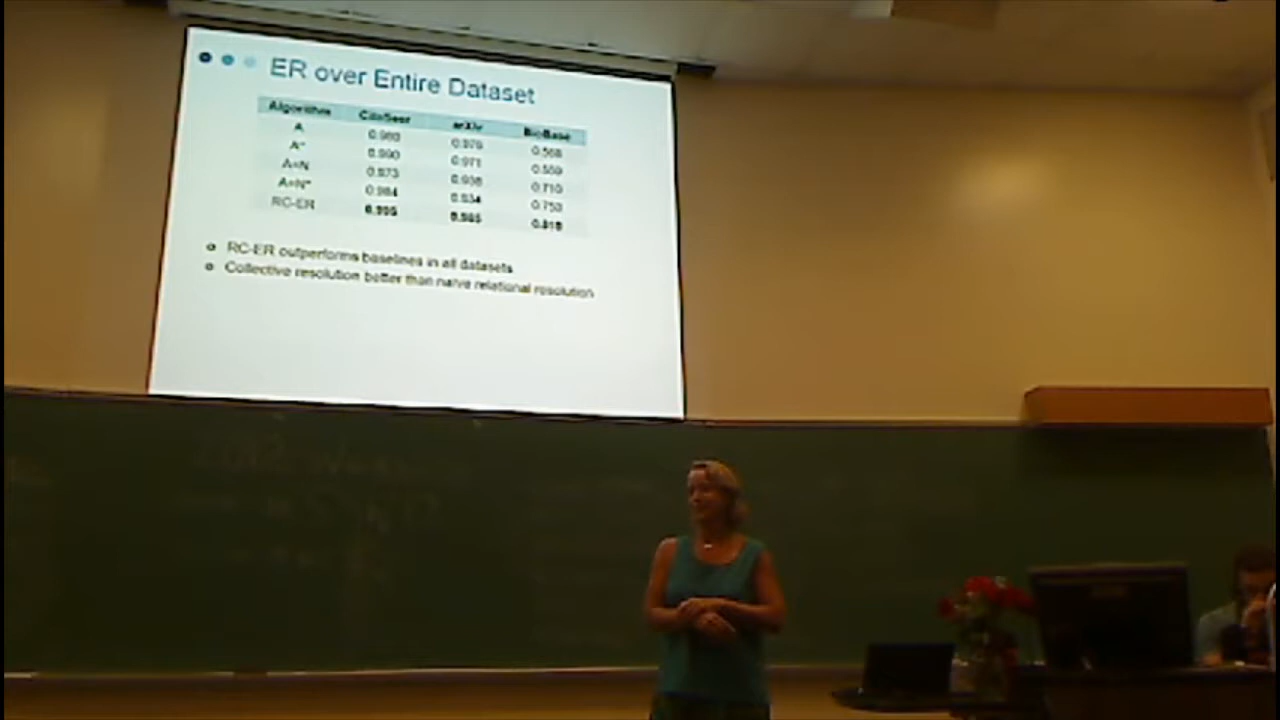 ER over Entire Dataset
Algorithm CiteSeer arXiv BioBase
A 0.980 0.976 0.568
A* 0.990 0.971 0.559
A+N 0.973 0.938 0.710
A+N* 0.984 0.934 0.753
RC-ER 0.995 0.985 0.818
RC-ER outperforms baselines in all datasets
Collective resolution better than naïve relational resolution